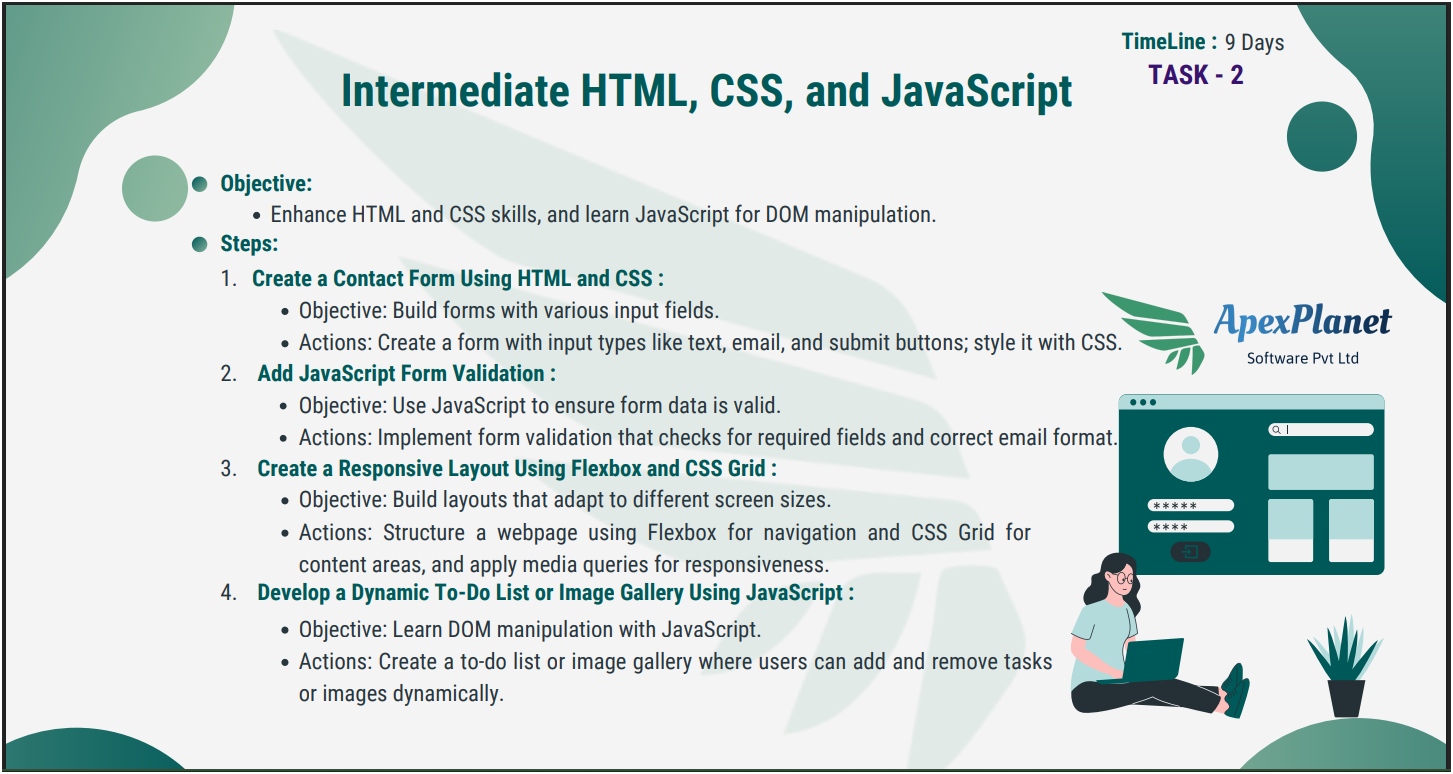 TimeLine : 9 Days
TASK - 2
Intermediate HTML, CSS, and JavaScript
Objective:
Enhance HTML and CSS skills, and learn JavaScript for DOM manipulation.
Steps:
1. Create a Contact Form Using HTML and CSS :
Objective: Build forms with various input fields.
Actions: Create a form with input types like text, email, and submit buttons; style it with CSS.
2. Add JavaScript Form Validation :
Objective: Use JavaScript to ensure form data is valid.
Actions: Implement form validation that checks for required fields and correct email format.
3. Create a Responsive Layout Using Flexbox and CSS Grid :
Objective: Build layouts that adapt to different screen sizes.
Actions: Structure a webpage using Flexbox for navigation and CSS Grid for
content areas, and apply media queries for responsiveness.
4. Develop a Dynamic To-Do List or Image Gallery Using JavaScript :
Objective: Learn DOM manipulation with JavaScript.
Actions: Create a to-do list or image gallery where users can add and remove tasks
or images dynamically.
ApexPlanet
Software Pvt Ltd
*****
****